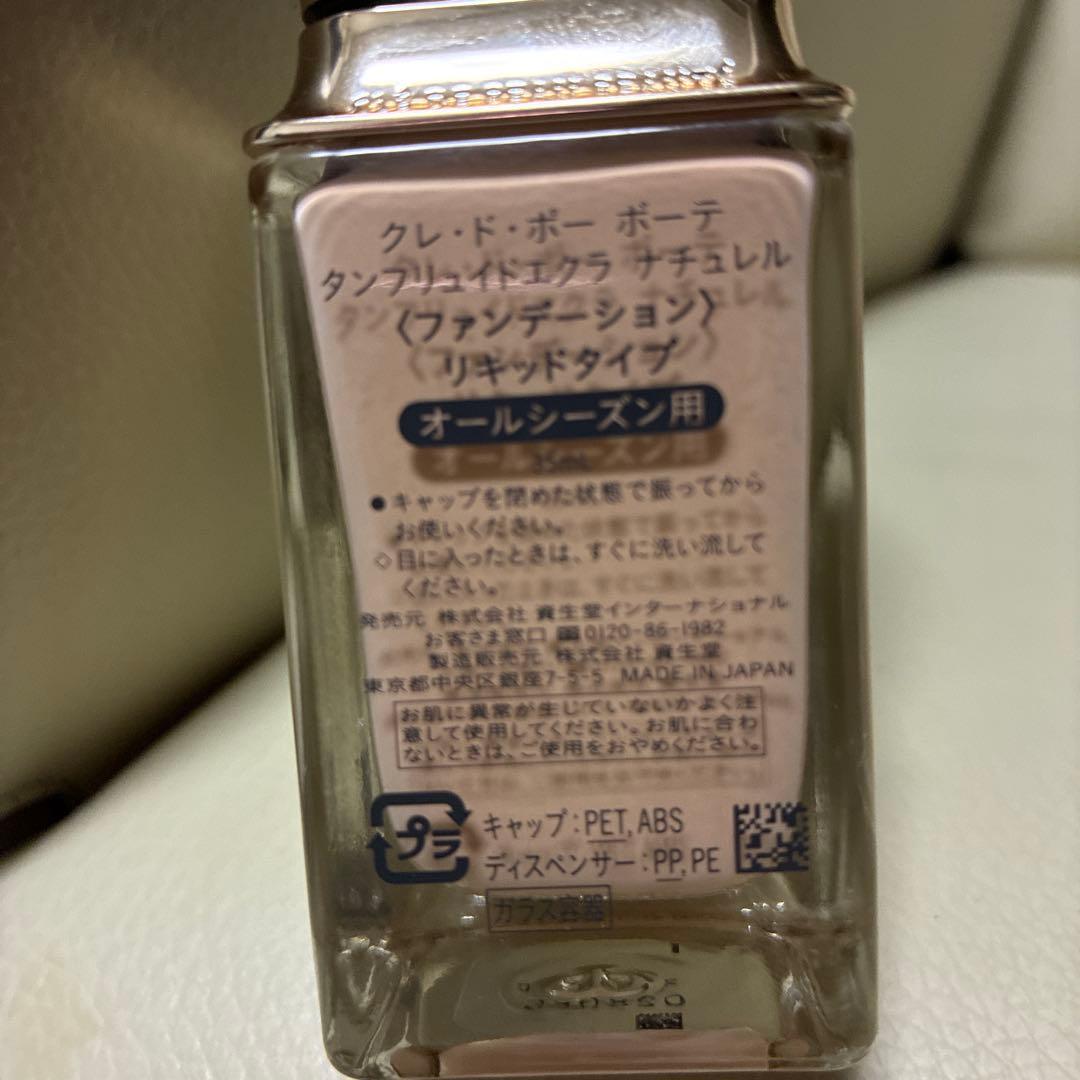 クレ・ド・ポー ボーテ
タンフリュイドエクラ ナチュレル
〈ファンデーション〉
リキッドタイプ
オールシーズン用
35mL
●キャップを閉めた状態で振ってから
お使いください。
◇目に入ったときは、すぐに洗い流して
ください。
発売元 株式会社 資生堂インターナショナル
お客さま窓口 0120-86-1982
製造販売元 株式会社 資生堂
東京都中央区銀座7-5-5 MADE IN JAPAN
お肌に異常が生じていないかよく注
意して使用してください。お肌に合わ
ないときは、ご使用をおやめください。
プラ
キャップ：PET, ABS
ディスペンサー：PP, PE
ガラス容器